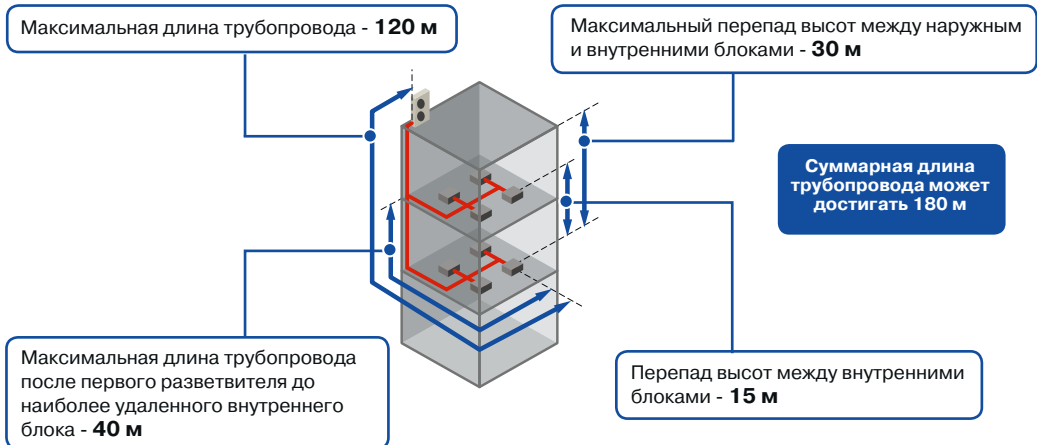 Максимальная длина трубопровода - 120 м
Максимальный перепад высот между наружным
и внутренними блоками - 30 м
Суммарная длина
трубопровода может
достигать 180 м
Максимальная длина трубопровода
после первого разветвителя до
наиболее удаленного внутреннего
блока - 40 м
Перепад высот между внутренними
блоками - 15 м